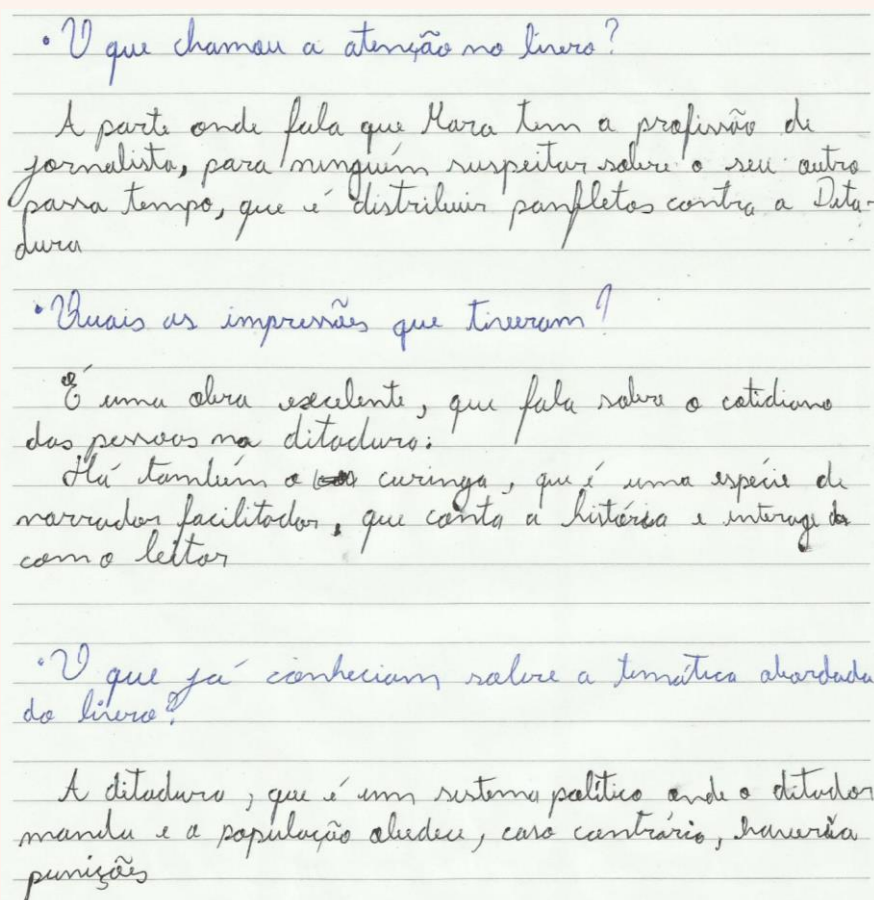 • O que chamou a atenção no livro?
A parte onde fala que Mara tem a profissão de
jornalista, para ninguém suspeitar sobre o seu outro
passa tempo, que é distribuir panfletos contra a Dita-
dura
• Quais as impressões que tiveram?
É uma obra excelente, que fala sobre o cotidiano
das pessoas na ditadura.
Há também o curinga, que é uma espécie de
narrador facilitador, que conta a história e interage
com o leitor
• O que já conheciam sobre a temática abordada
do livro?
A ditadura, que é um sistema político onde o ditador
manda e a população obedece, caso contrário, haveria
punições